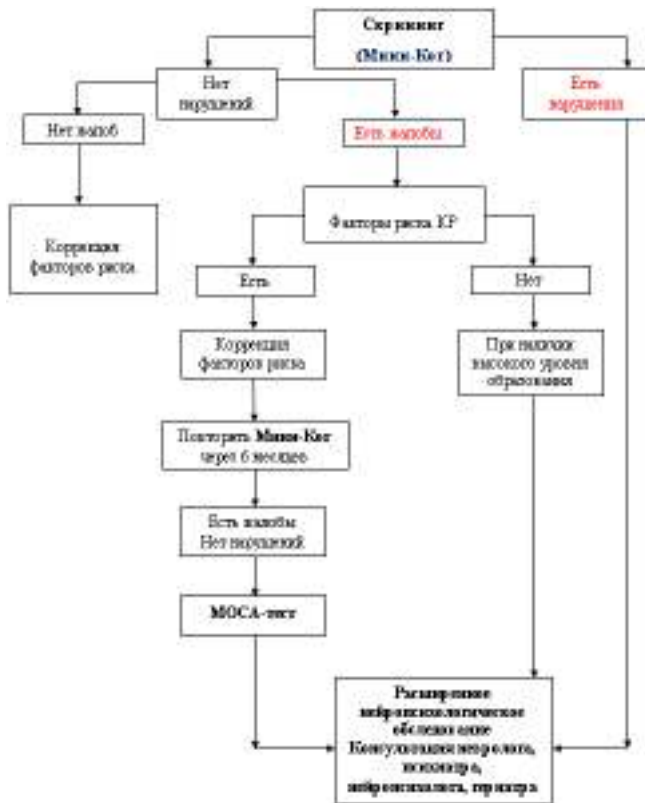 Скрининг
(Мини-Ког)
Нет
нарушений
Есть
нарушения
Нет жалоб
Есть жалобы
Факторы риска КР
Коррекция
факторов риска
Есть
Нет
Коррекция
факторов риска
При наличии
высокого уровня
образования
Повторить Мини-Ког
через 6 месяцев
Есть жалобы
Нет нарушений
МОСА-тест
Расширенное
нейропсихологическое
обследование
Консультация невролога,
психиатра,
нейропсихолога, гериатра